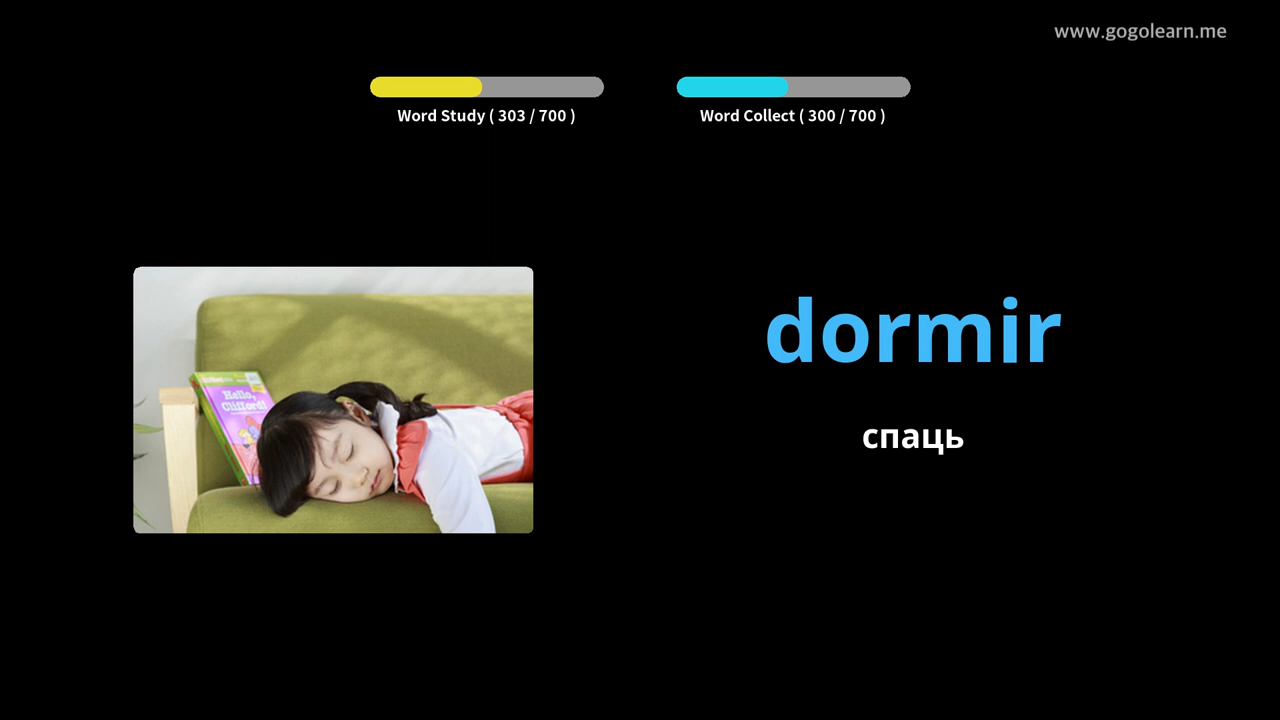 www.gogolearn.me
Word Study ( 303 / 700 )
Word Collect ( 300 / 700 )
Hello,
Clifford!
dormir
спаць